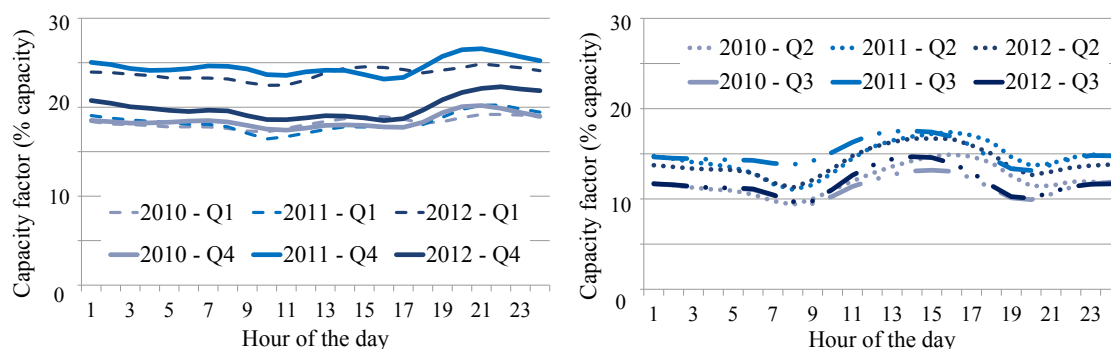 Capacity factor (% capacity)
30
20
10
0
2010 - Q1 2011 - Q1 2012 - Q1
2010 - Q4 2011 - Q4 2012 - Q4
1 3 5 7 9 11 13 15 17 19 21 23
Hour of the day
Capacity factor (% capacity)
30
20
10
0
2010 - Q2 2011 - Q2 2012 - Q2
2010 - Q3 2011 - Q3 2012 - Q3
1 3 5 7 9 11 13 15 17 19 21 23
Hour of the day